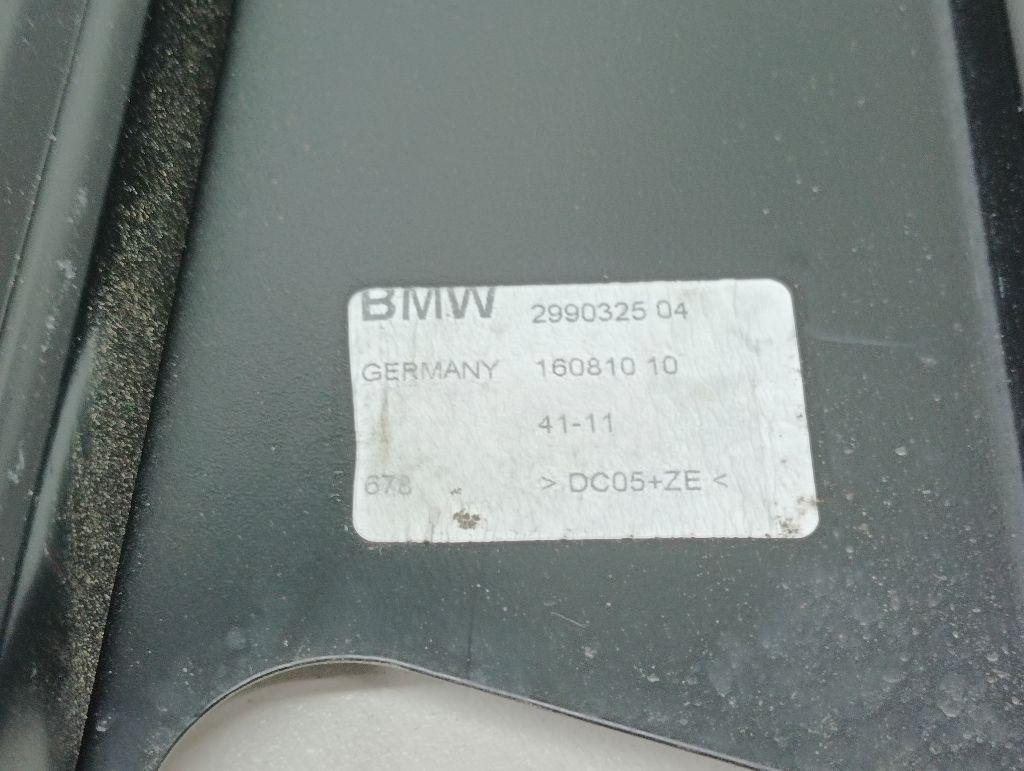 BMW 2990325 04
GERMANY 160810 10
41-11
678 > DC05+ZE <